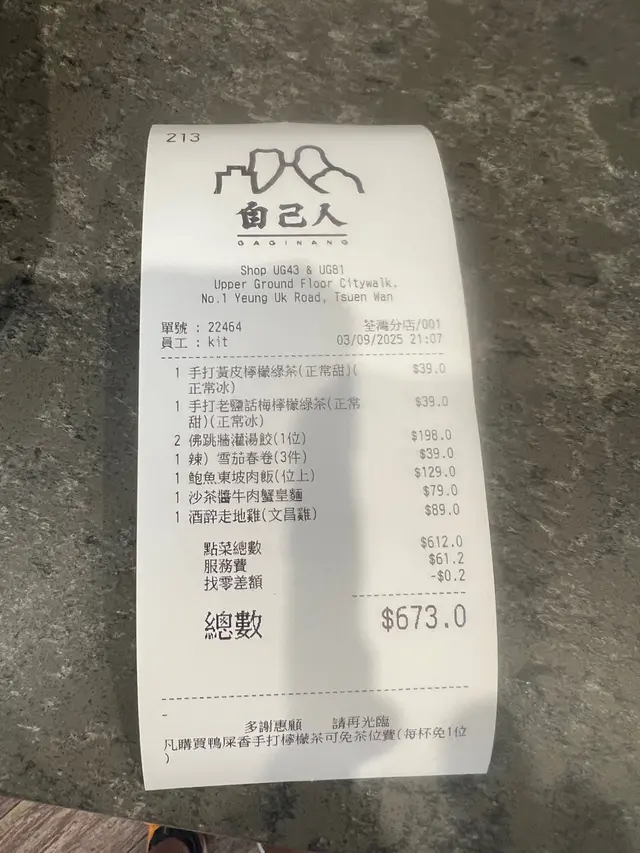 213
自己人
GAGINANG
Shop UG43 & UG81
Upper Ground Floor Citywalk,
No.1 Yeung Uk Road, Tsuen Wan
單號 : 22464 荃灣分店/001
員工 : kit 03/09/2025 21:07
1 手打黃皮檸檬綠茶(正常甜)( $39.0
正常冰)
1 手打老鹽話梅檸檬綠茶(正常 $39.0
甜)(正常冰)
2 佛跳牆灌湯餃(1位) $198.0
1 辣) 雪茄春卷(3件) $39.0
1 鮑魚東坡肉飯(位上) $129.0
1 沙茶醬牛肉蟹皇麵 $79.0
1 酒醉走地雞(文昌雞) $89.0
點菜總數 $612.0
服務費 $61.2
找零差額 -$0.2
總數 $673.0
-
多謝惠顧 請再光臨
凡購買鴨屎香手打檸檬茶可免茶位費(每杯免1位
)